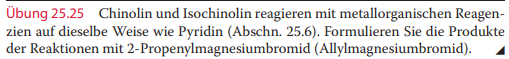 Übung 25.25 Chinolin und Isochinolin reagieren mit metallorganischen Reagen-
zien auf dieselbe Weise wie Pyridin (Abschn. 25.6). Formulieren Sie die Produkte
der Reaktionen mit 2-Propenylmagnesiumbromid (Allylmagnesiumbromid).